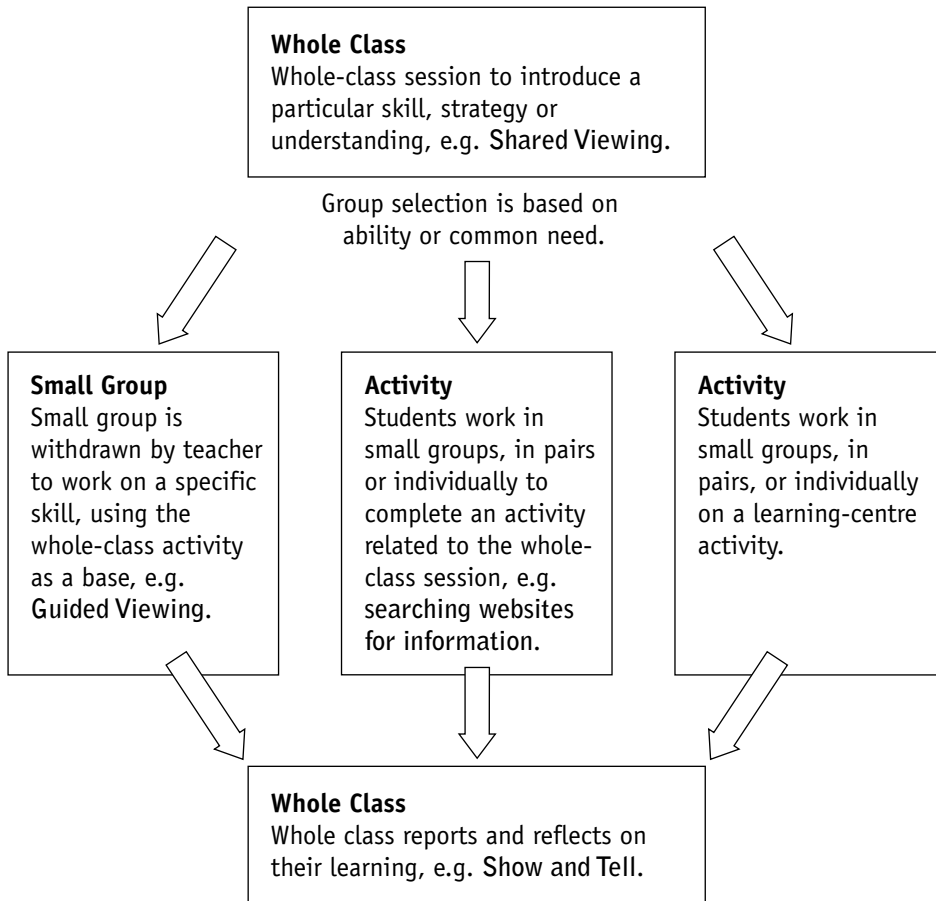 Whole Class
Whole-class session to introduce a
particular skill, strategy or
understanding, e.g. Shared Viewing.
Group selection is based on
ability or common need.
Small Group
Small group is
withdrawn by teacher
to work on a specific
skill, using the
whole-class activity
as a base, e.g.
Guided Viewing.
Activity
Students work in
small groups, in pairs
or individually to
complete an activity
related to the whole-
class session, e.g.
searching websites
for information.
Activity
Students work in
small groups, in
pairs, or individually
on a learning-centre
activity.
Whole Class
Whole class reports and reflects on
their learning, e.g. Show and Tell.